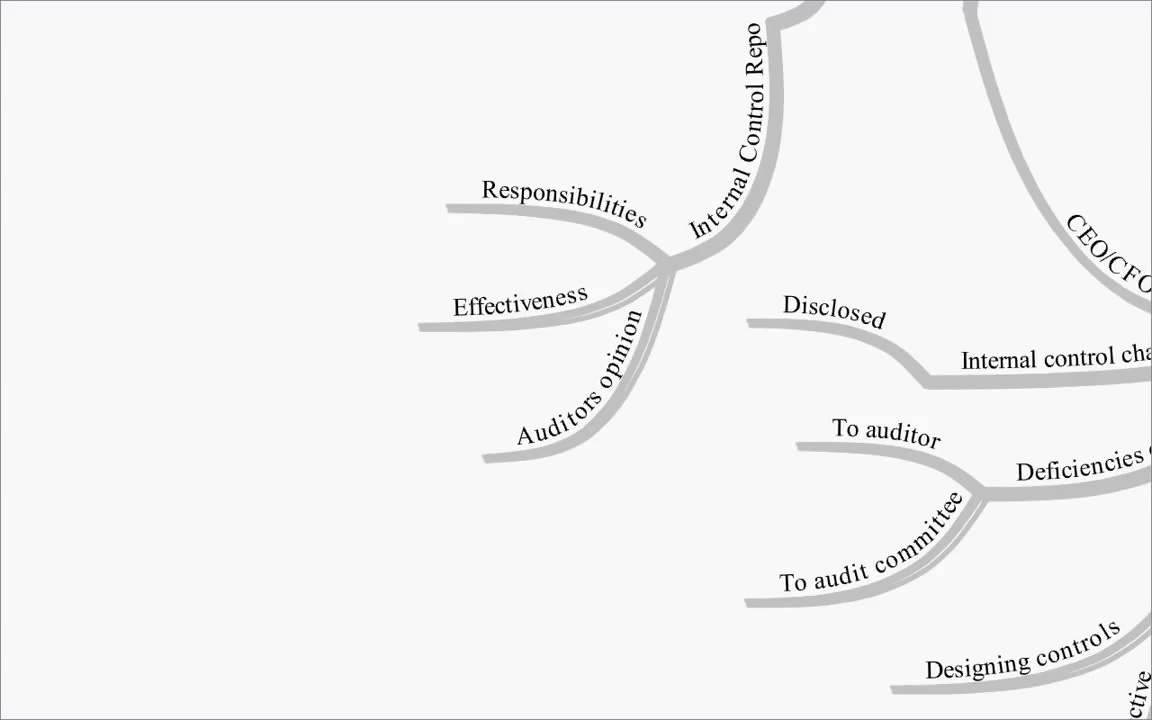 Internal Control Repo
Responsibilities
Effectiveness
Auditors opinion
CEO/CFO
Disclosed
Internal control cha
To auditor
Deficiencies
To audit committee
Designing controls
ctive